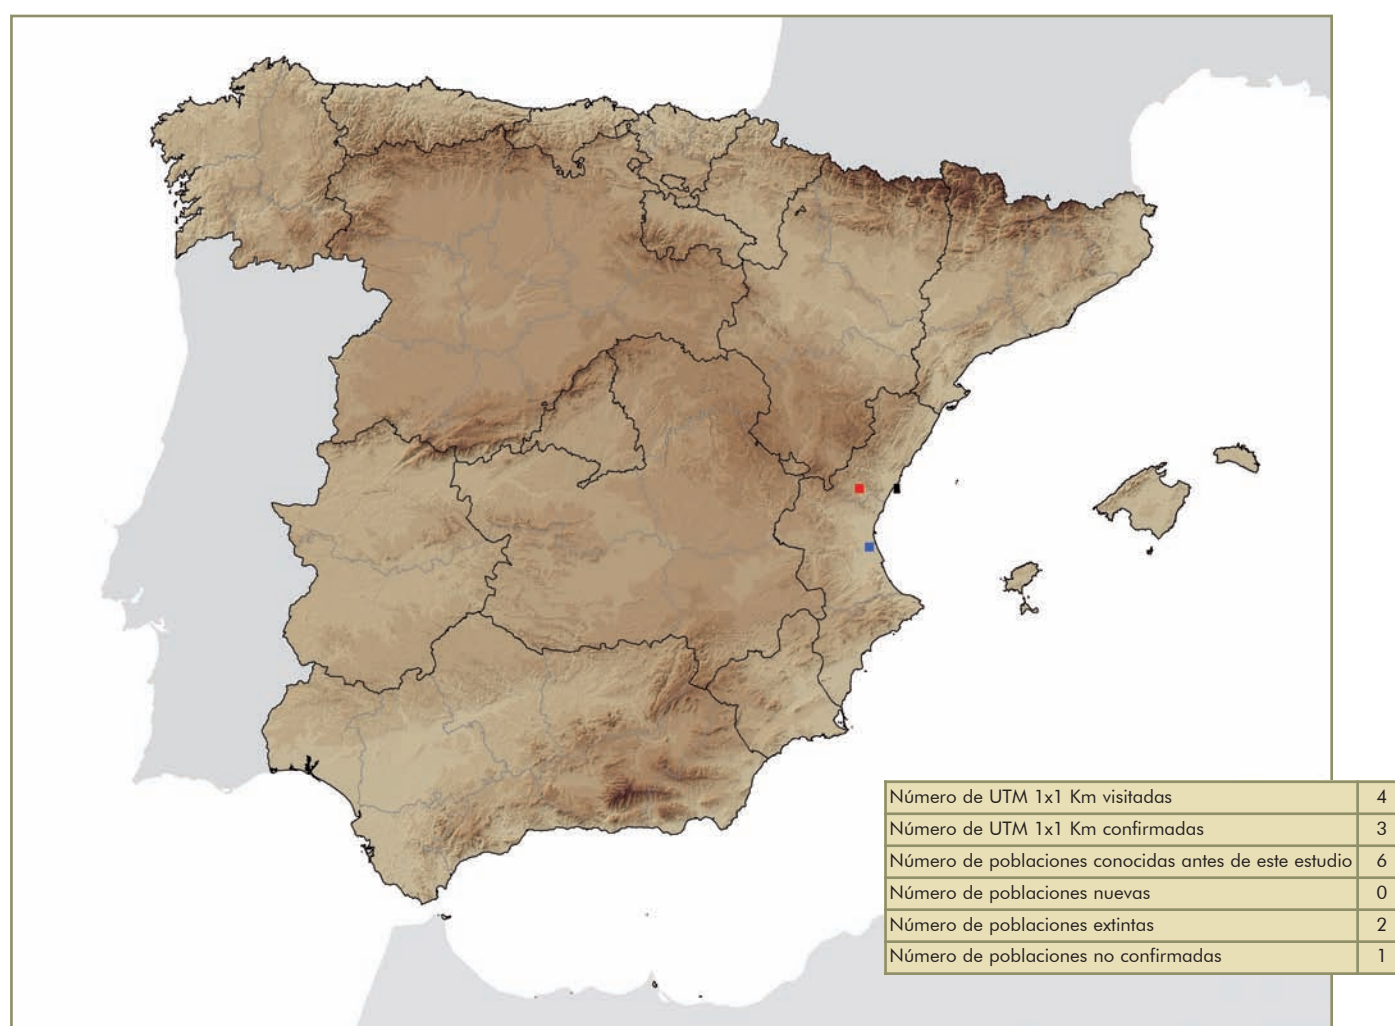 Número de UTM 1x1 Km visitadas 4
Número de UTM 1x1 Km confirmadas 3
Número de poblaciones conocidas antes de este estudio 6
Número de poblaciones nuevas 0
Número de poblaciones extintas 2
Número de poblaciones no confirmadas 1